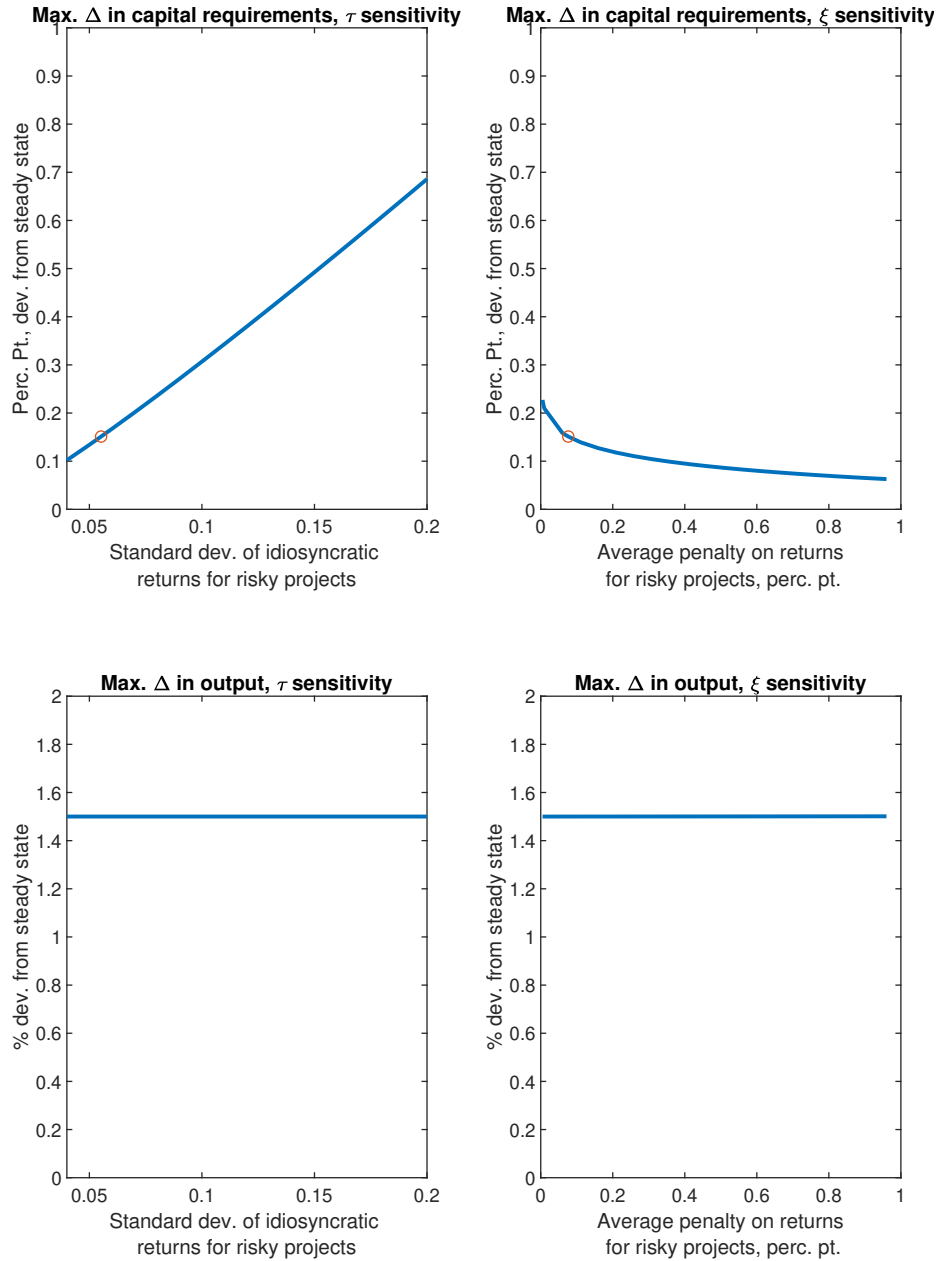 Max. Δ in capital requirements, τ sensitivity
Perc. Pt., dev. from steady state
1
0.9
0.8
0.7
0.6
0.5
0.4
0.3
0.2
0.1
0
0.05 0.1 0.15 0.2
Standard dev. of idiosyncratic
returns for risky projects
Max. Δ in capital requirements, ξ sensitivity
Perc. Pt., dev. from steady state
1
0.9
0.8
0.7
0.6
0.5
0.4
0.3
0.2
0.1
0
0 0.2 0.4 0.6 0.8 1
Average penalty on returns
for risky projects, perc. pt.
Max. Δ in output, τ sensitivity
% dev. from steady state
2
1.8
1.6
1.4
1.2
1
0.8
0.6
0.4
0.2
0
0.05 0.1 0.15 0.2
Standard dev. of idiosyncratic
returns for risky projects
Max. Δ in output, ξ sensitivity
% dev. from steady state
2
1.8
1.6
1.4
1.2
1
0.8
0.6
0.4
0.2
0
0 0.2 0.4 0.6 0.8 1
Average penalty on returns
for risky projects, perc. pt.